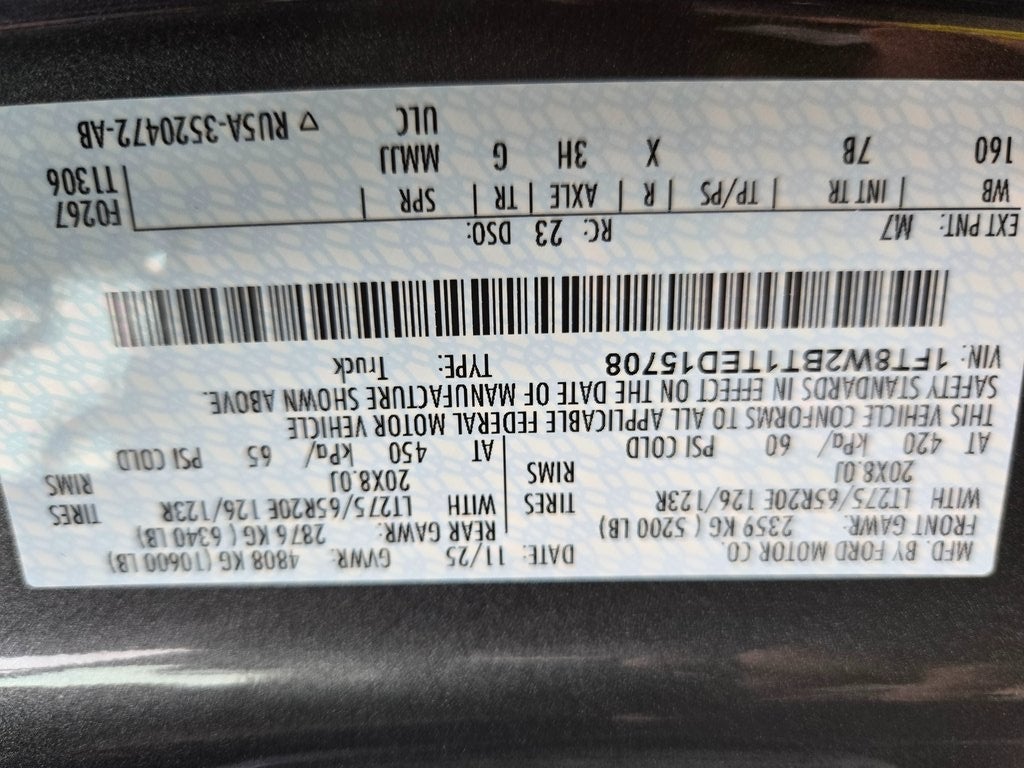 MFD. BY FORD MOTOR CO. DATE: 11/25 GVWR: 4808 KG (10600 LB)
FRONT GAWR: 2359 KG ( 5200 LB) REAR GAWR: 2876 KG ( 6340 LB)
WITH LT275/65R20E 126/123R TIRES WITH LT275/65R20E 126/123R TIRES
20X8.0J RIMS 20X8.0J RIMS
AT 420 kPa/ 60 PSI COLD AT 450 kPa/ 65 PSI COLD
THIS VEHICLE CONFORMS TO ALL APPLICABLE FEDERAL MOTOR VEHICLE
SAFETY STANDARDS IN EFFECT ON THE DATE OF MANUFACTURE SHOWN ABOVE.
VIN: 1FT8W2BT1TED15708 TYPE: Truck
EXT PNT: M7 RC: 23 DSO:
F0267
T1306
WB | INT TR | TP/PS | R | AXLE | TR | SPR |
160 7B X 3H G MMJJ
ULC
▽ RU5A-3520472-AB